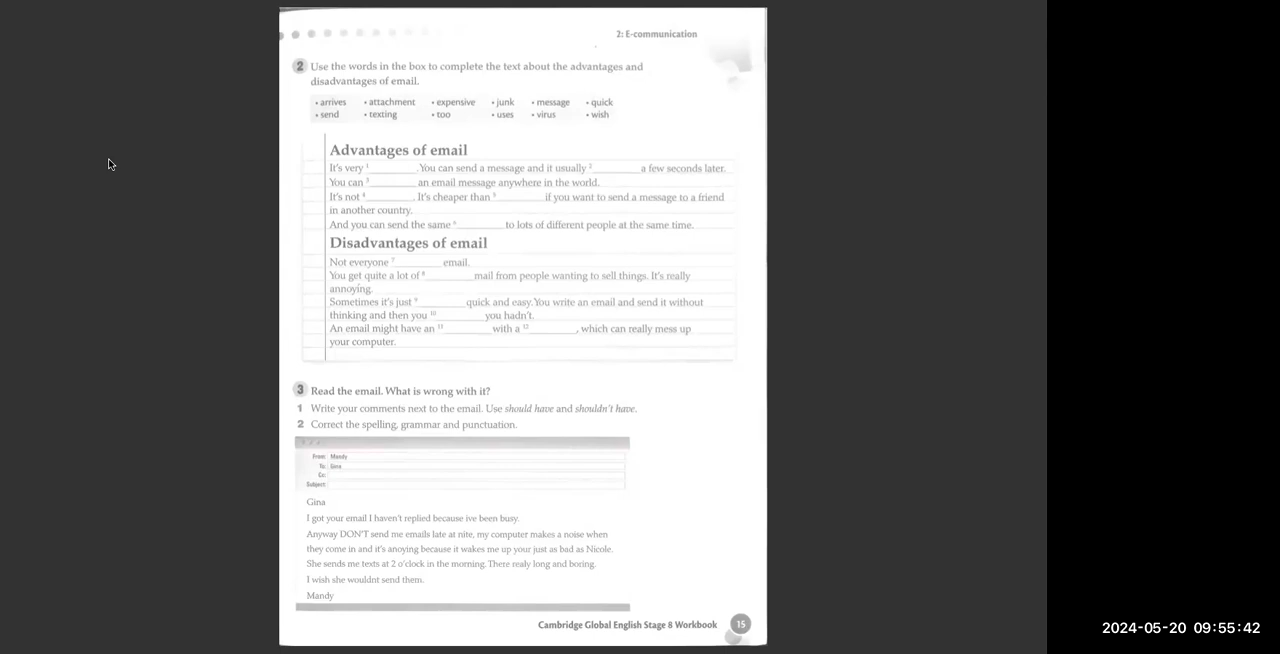 2: E-communication
2 Use the words in the box to complete the text about the advantages and
disadvantages of email.
• arrives • attachment • expensive • junk • message • quick
• send • texting • too • uses • virus • wish
Advantages of email
It's very 1________. You can send a message and it usually 2________ a few seconds later.
You can 3________ an email message anywhere in the world.
It's not 4________. It's cheaper than 5________ if you want to send a message to a friend
in another country.
And you can send the same 6________ to lots of different people at the same time.
Disadvantages of email
Not everyone 7________ email.
You get quite a lot of 8________ mail from people wanting to sell things. It's really
annoying.
Sometimes it's just 9________ quick and easy. You write an email and send it without
thinking and then you 10________ you hadn't.
An email might have an 11________ with a 12________, which can really mess up
your computer.
3 Read the email. What is wrong with it?
1 Write your comments next to the email. Use should have and shouldn't have.
2 Correct the spelling, grammar and punctuation.
From: Mandy
To: Gina
Cc:
Subject:
Gina
I got your email I haven't replied because ive been busy.
Anyway DON'T send me emails late at nite, my computer makes a noise when
they come in and it's anoying because it wakes me up your just as bad as Nicole.
She sends me texts at 2 o'clock in the morning. There realy long and boring.
I wish she wouldnt send them.
Mandy
Cambridge Global English Stage 8 Workbook 15
2024-05-20 09:55:42